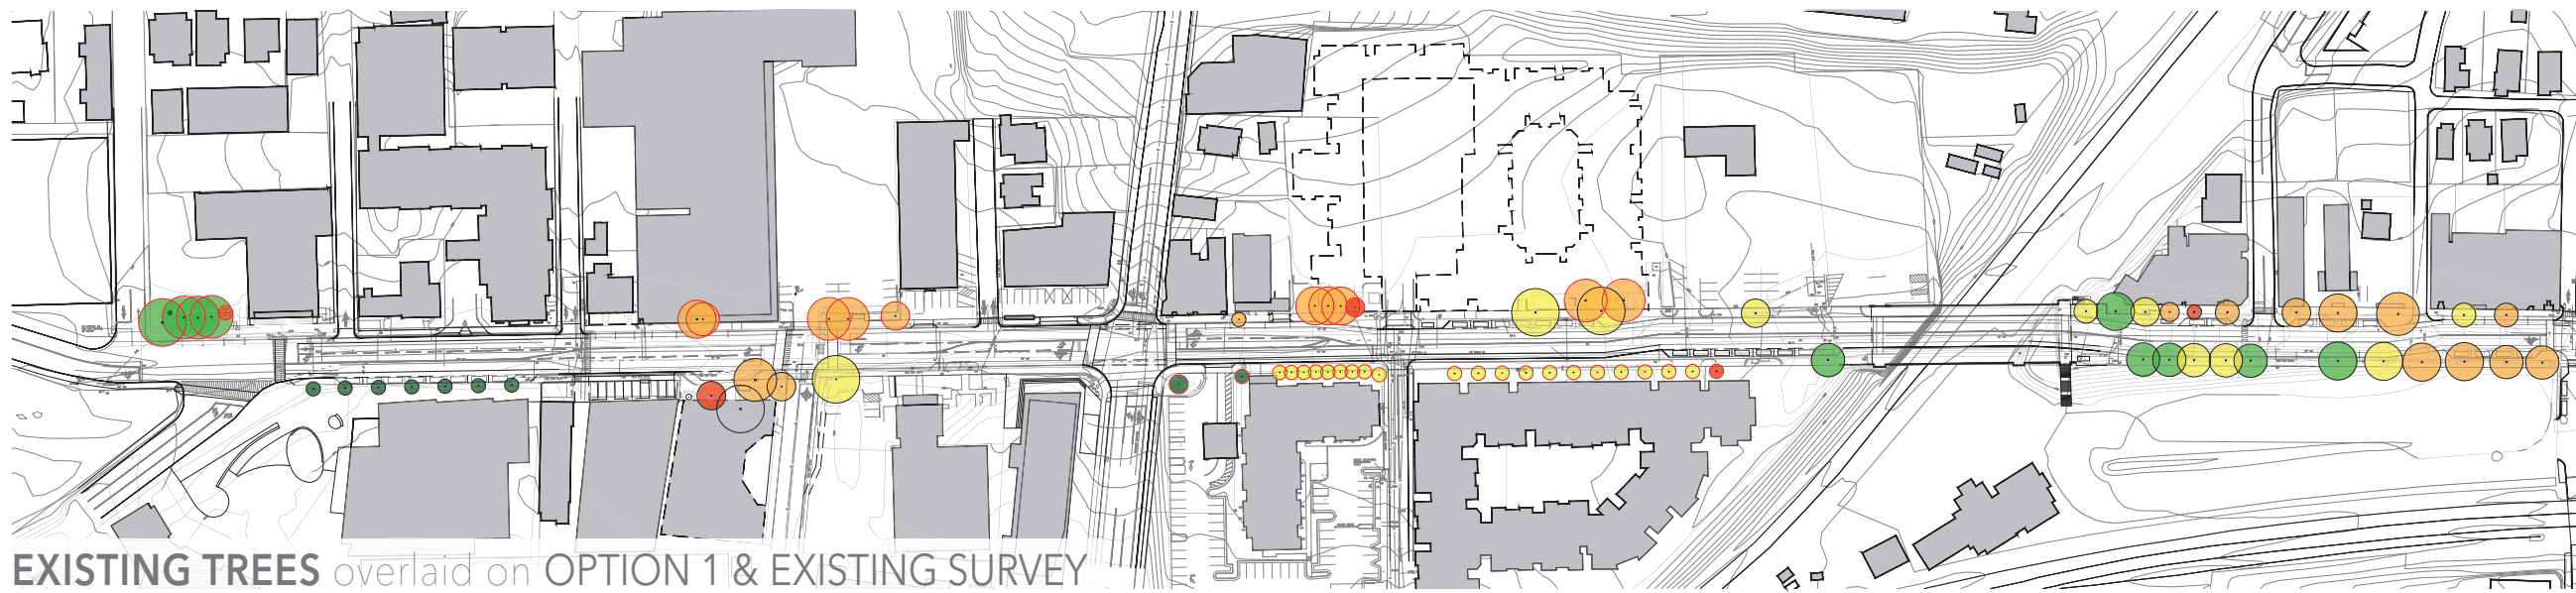 EXISTING TREES overlaid on OPTION 1 & EXISTING SURVEY